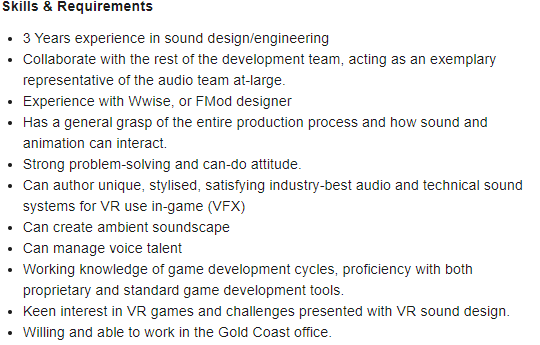 Skills & Requirements
• 3 Years experience in sound design/engineering
• Collaborate with the rest of the development team, acting as an exemplary
representative of the audio team at-large.
• Experience with Wwise, or FMod designer
• Has a general grasp of the entire production process and how sound and
animation can interact.
• Strong problem-solving and can-do attitude.
• Can author unique, stylised, satisfying industry-best audio and technical sound
systems for VR use in-game (VFX)
• Can create ambient soundscape
• Can manage voice talent
• Working knowledge of game development cycles, proficiency with both
proprietary and standard game development tools.
• Keen interest in VR games and challenges presented with VR sound design.
• Willing and able to work in the Gold Coast office.